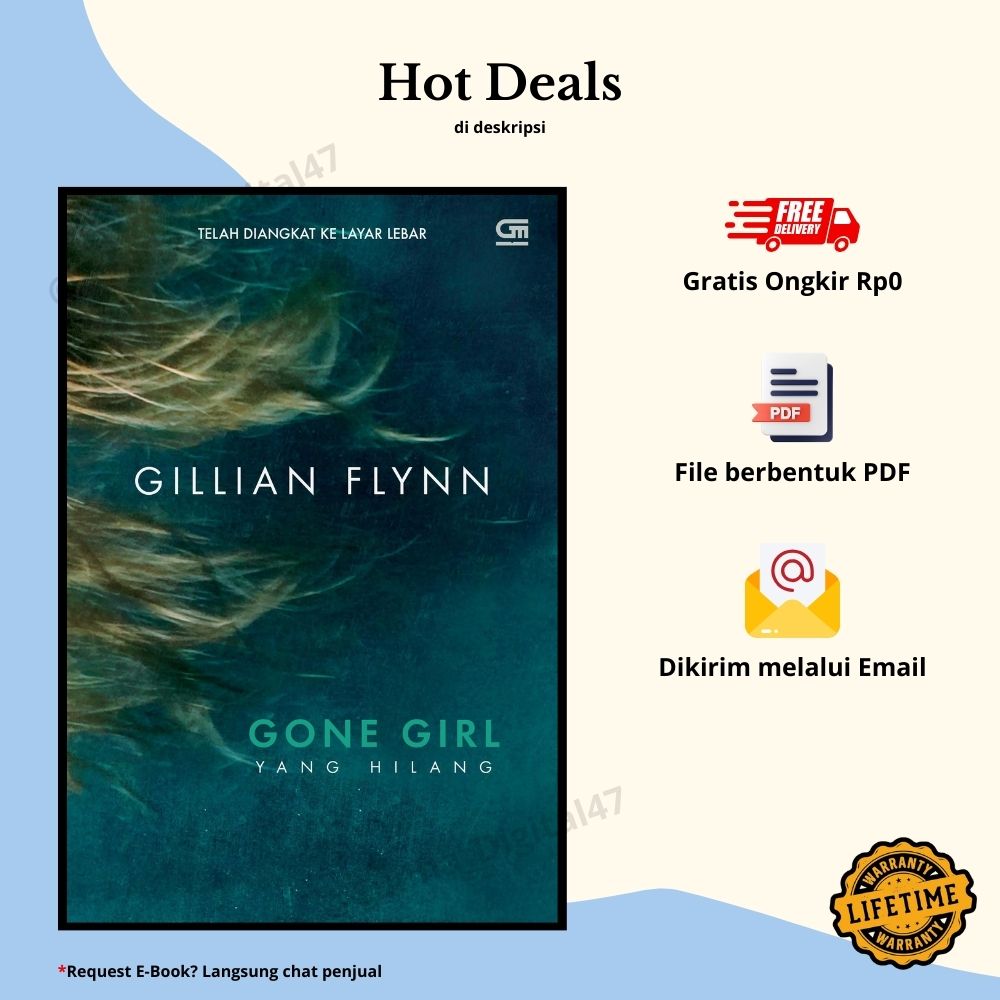 Hot Deals
di deskripsi
TELAH DIANGKAT KE LAYAR LEBAR
GM
GILLIAN FLYNN
GONE GIRL
YANG HILANG
FREE
DELIVERY
Gratis Ongkir Rp0
PDF
File berbentuk PDF
@
Dikirim melalui Email
WARRANTY
LIFETIME
WARRANTY
*Request E-Book? Langsung chat penjual